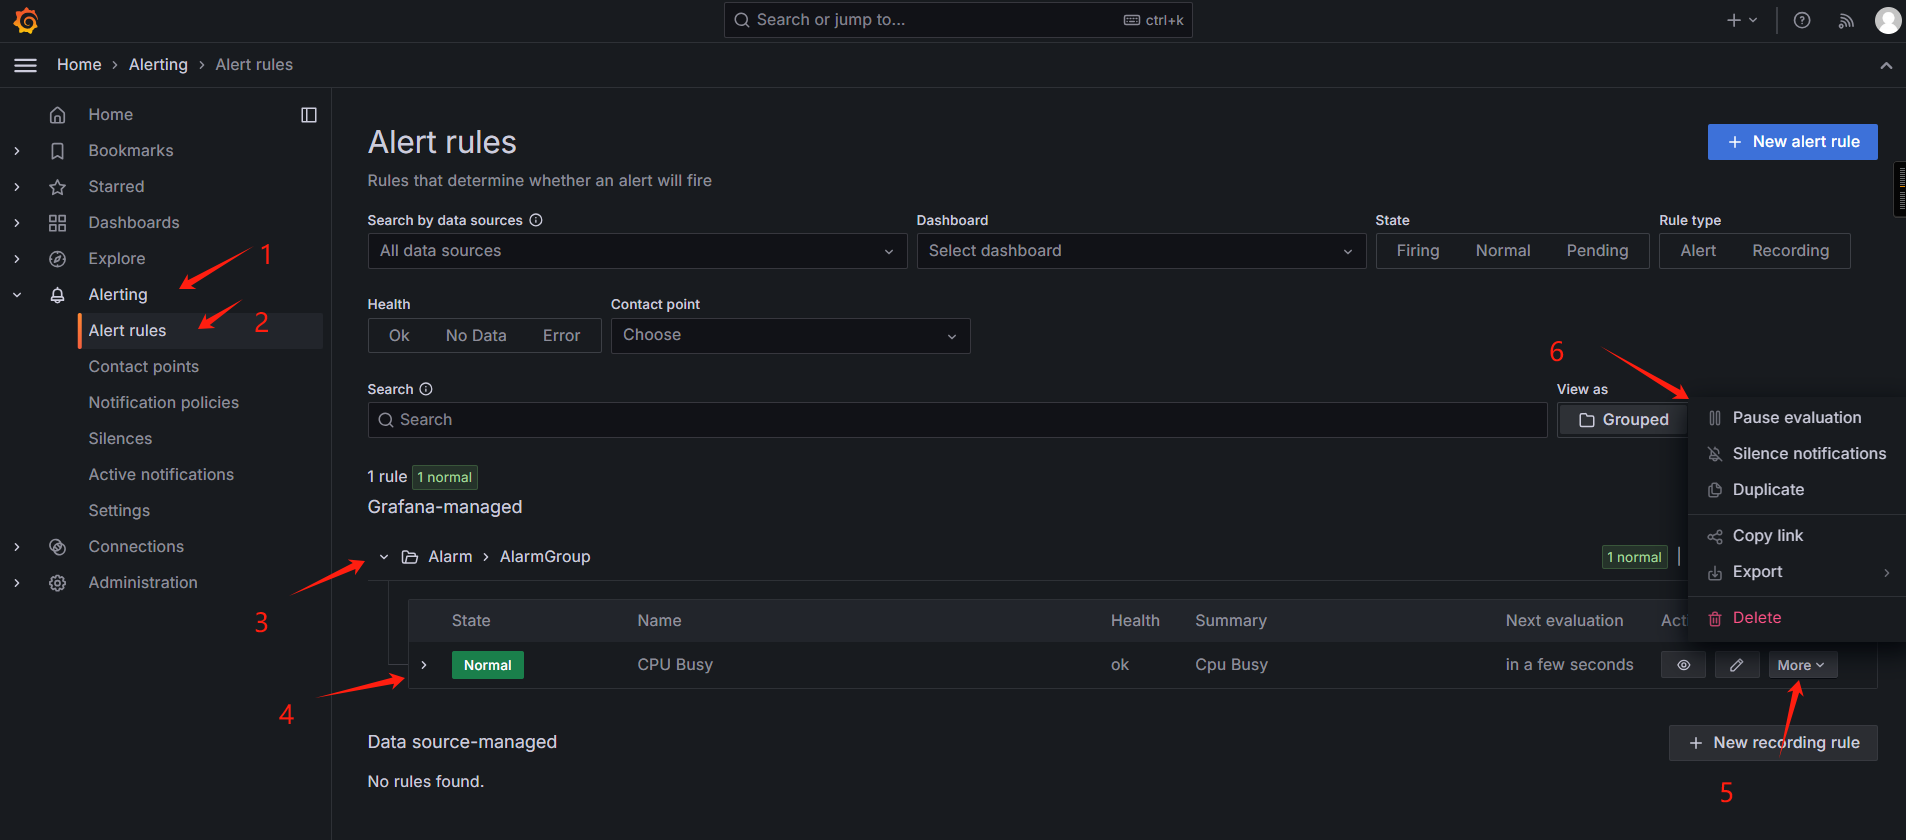 Search or jump to... ctrl+k
Home > Alerting > Alert rules
Home
Bookmarks
Starred
Dashboards
Explore
1
Alerting
2
Alert rules
Contact points
Notification policies
Silences
Active notifications
Settings
Connections
Administration
Alert rules
New alert rule
Rules that determine whether an alert will fire
Search by data sources
All data sources
Dashboard
Select dashboard
State
Firing Normal Pending
Rule type
Alert Recording
Health
Ok No Data Error
Contact point
Choose
6
Search
Search
View as
Grouped
Pause evaluation
Silence notifications
Duplicate
Copy link
Export
Delete
1 rule 1 normal
Grafana-managed
3
Alarm > AlarmGroup
1 normal
State Name Health Summary Next evaluation Acti
4
Normal CPU Busy ok Cpu Busy in a few seconds More
Data source-managed
New recording rule
No rules found.
5